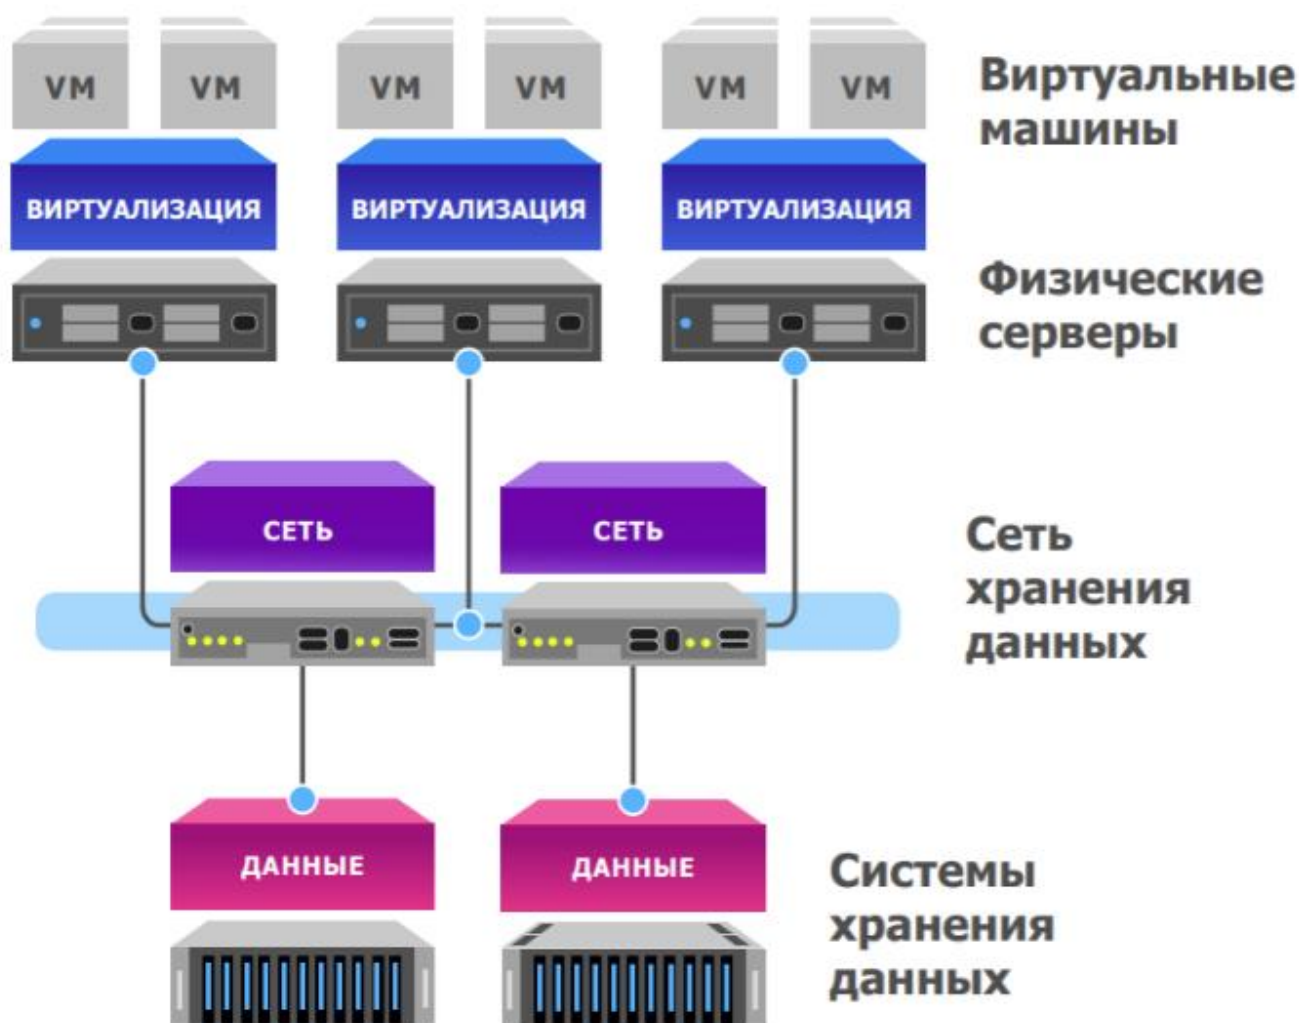 VM VM VM VM VM VM
Виртуальные
машины
ВИРТУАЛИЗАЦИЯ ВИРТУАЛИЗАЦИЯ ВИРТУАЛИЗАЦИЯ
Физические
серверы
СЕТЬ СЕТЬ
Сеть
хранения
данных
ДАННЫЕ ДАННЫЕ
Системы
хранения
данных